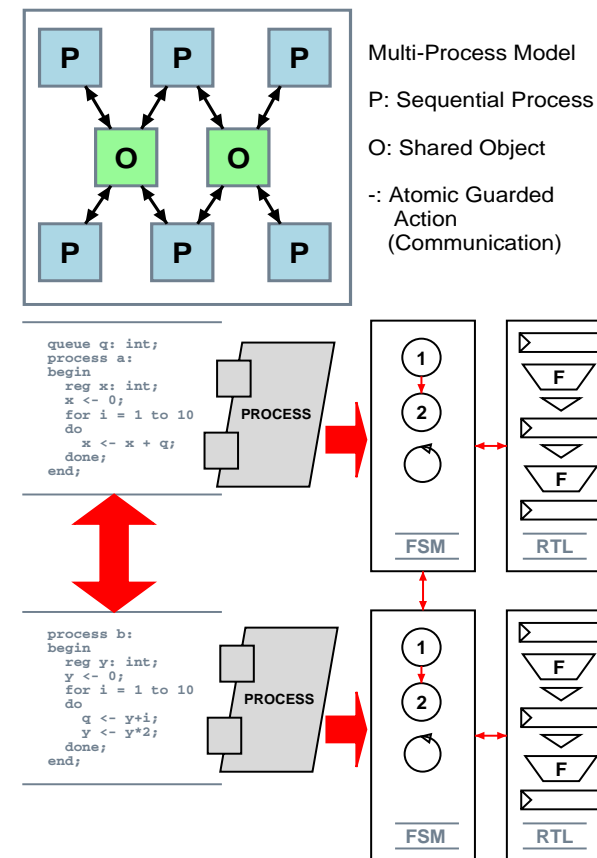 P P P
O O
P P P
Multi-Process Model
P: Sequential Process
O: Shared Object
-: Atomic Guarded
Action
(Communication)
queue q: int;
process a:
begin
reg x: int;
x <- 0;
for i = 1 to 10
do
x <- x + q;
done;
end;
PROCESS
1
2
FSM
F
F
RTL
process b:
begin
reg y: int;
y <- 0;
for i = 1 to 10
do
q <- y+i;
y <- y*2;
done;
end;
PROCESS
1
2
FSM
F
F
RTL